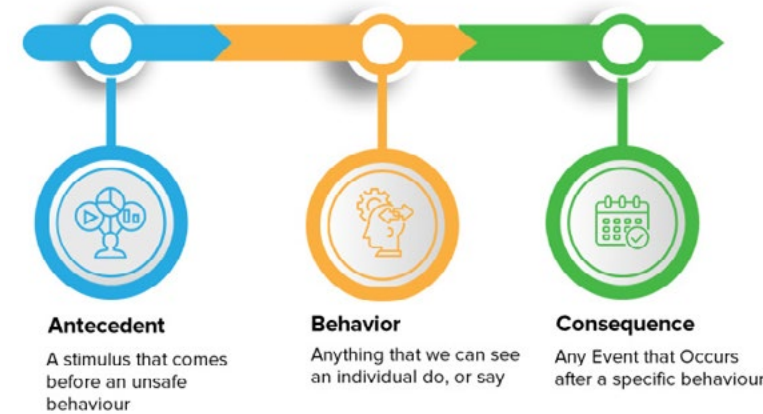 Antecedent
A stimulus that comes
before an unsafe
behaviour
Behavior
Anything that we can see
an individual do, or say
Consequence
Any Event that Occurs
after a specific behaviour